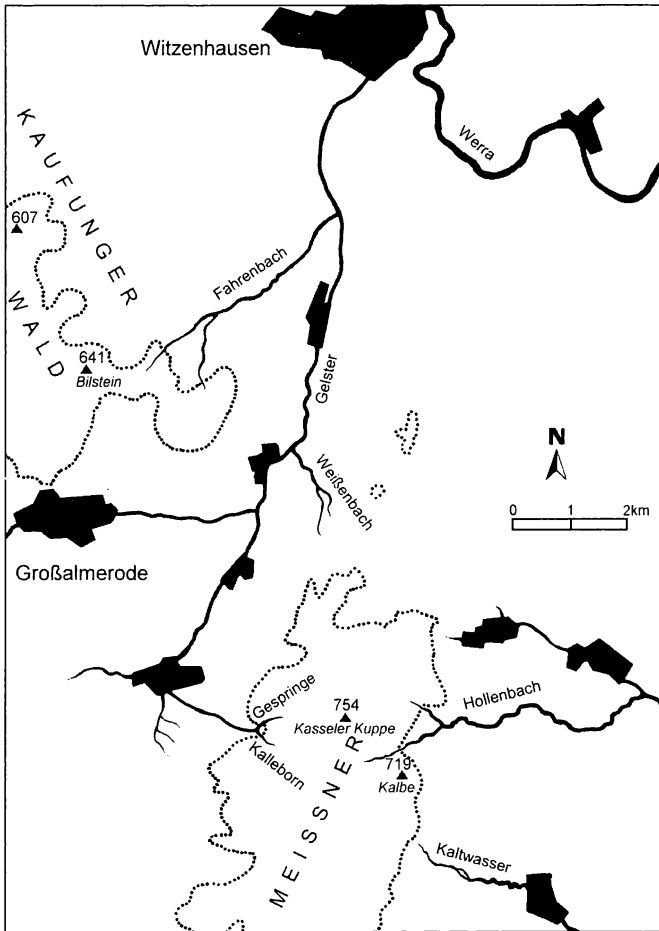 Witzenhausen
Werra
KAUFUNGER
WALD
607
Fahrenbach
641
Bilstein
Gelster
Weißenbach
N
0 1 2km
Großalmerode
Gespringe
754
Kasseler Kuppe
Hollenbach
Kalleborn
719
Kalbe
MEISSNER
Kaltwasser